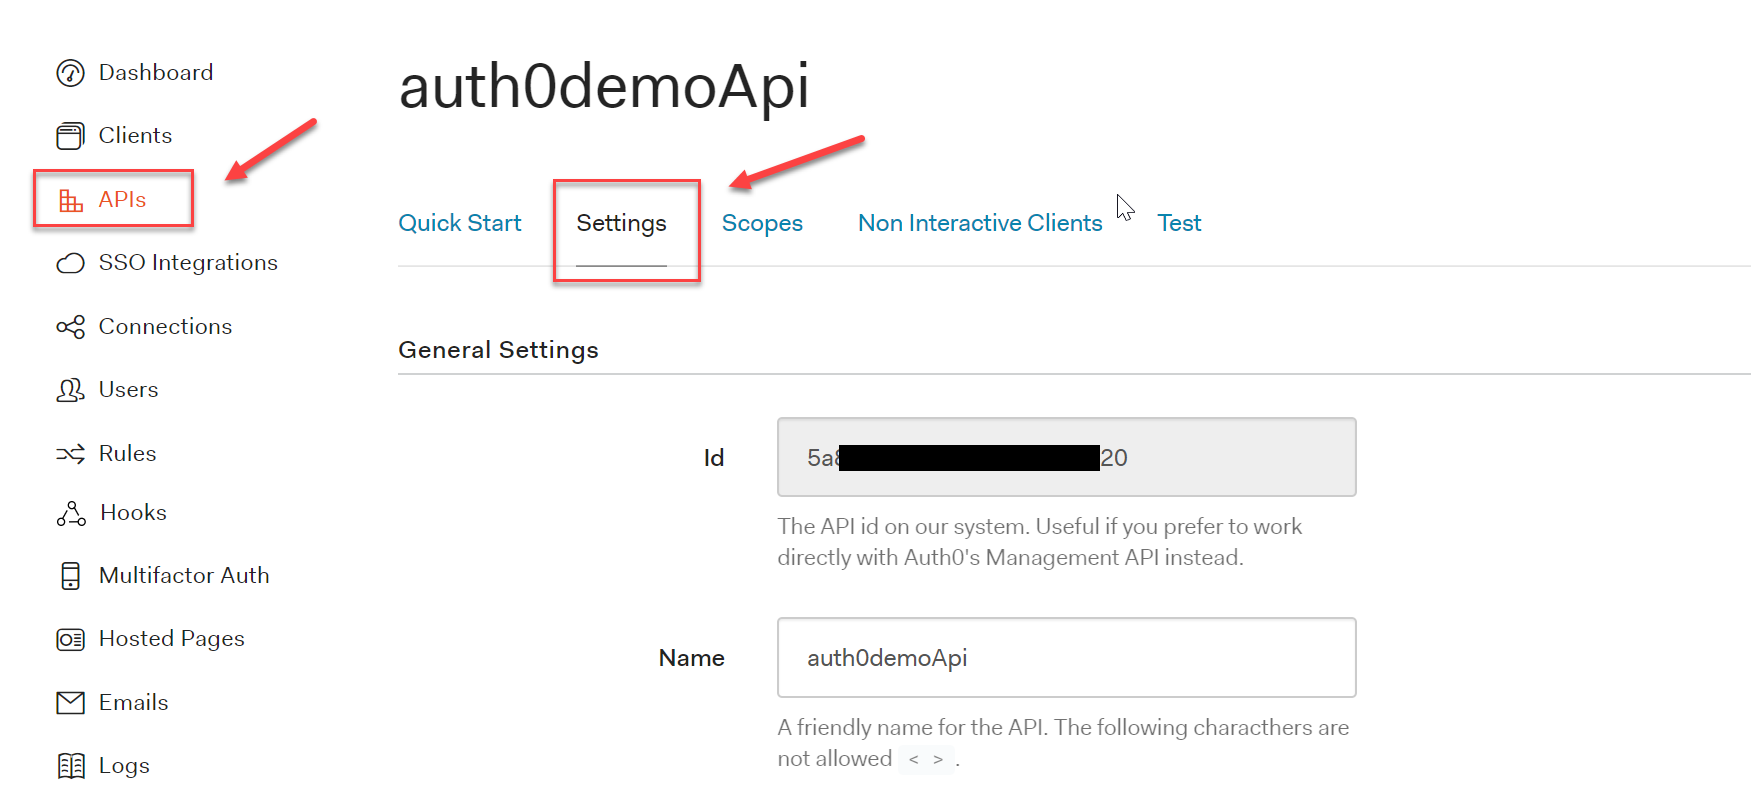 Dashboard
Clients
APIs
SSO Integrations
Connections
Users
Rules
Hooks
Multifactor Auth
Hosted Pages
Emails
Logs
auth0demoApi
Quick Start Settings Scopes Non Interactive Clients Test
General Settings
Id 5a8 20
The API id on our system. Useful if you prefer to work
directly with Auth0's Management API instead.
Name auth0demoApi
A friendly name for the API. The following characthers are
not allowed < > .